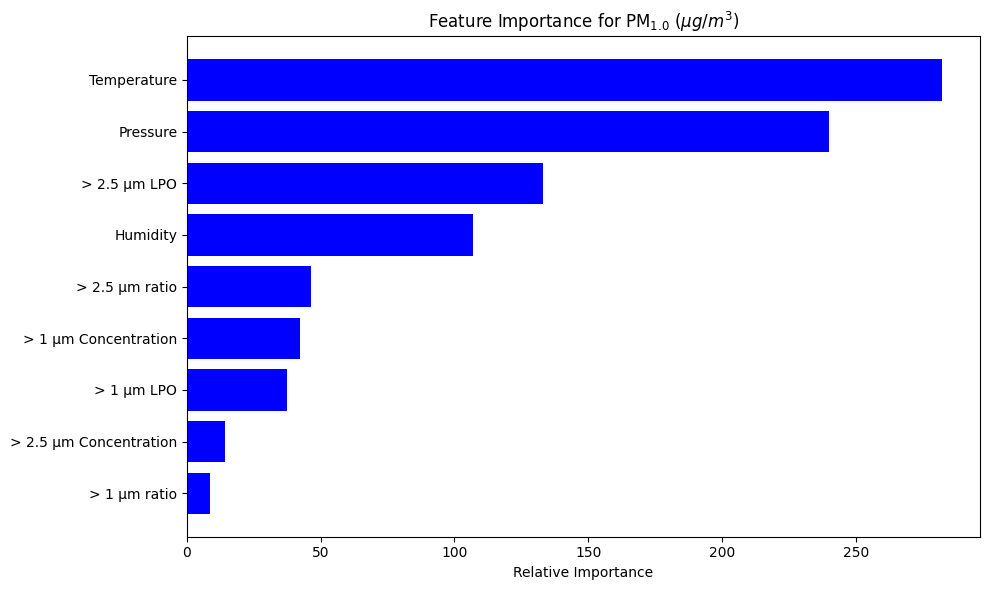 Feature Importance for PM₁.₀ (μg/m³)
Temperature
Pressure
> 2.5 μm LPO
Humidity
> 2.5 μm ratio
> 1 μm Concentration
> 1 μm LPO
> 2.5 μm Concentration
> 1 μm ratio
0 50 100 150 200 250
Relative Importance